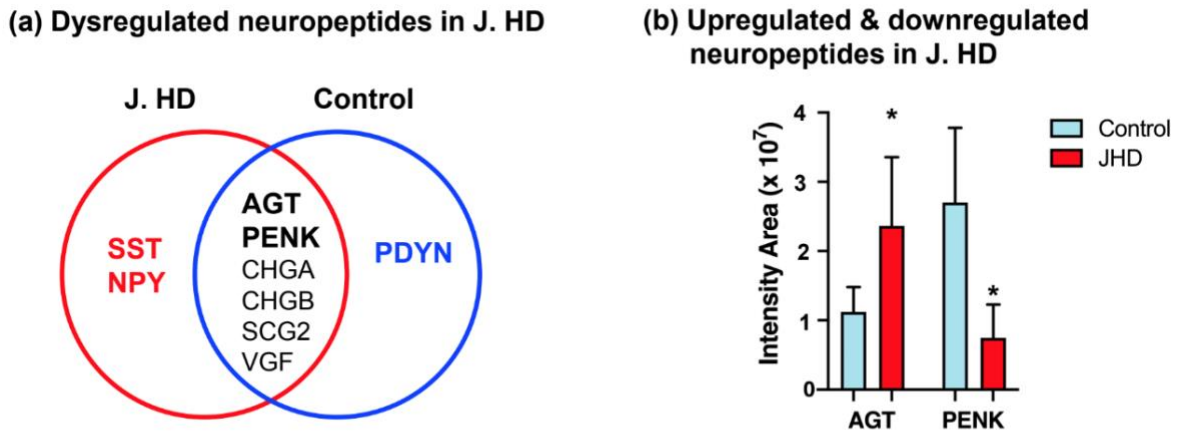 (a) Dysregulated neuropeptides in J. HD
J. HD
Control
SST
NPY
AGT
PENK
CHGA
CHGB
SCG2
VGF
PDYN
(b) Upregulated & downregulated
neuropeptides in J. HD
Intensity Area (x 10⁷)
4
3
2
1
0
*
*
AGT
PENK
Control
JHD